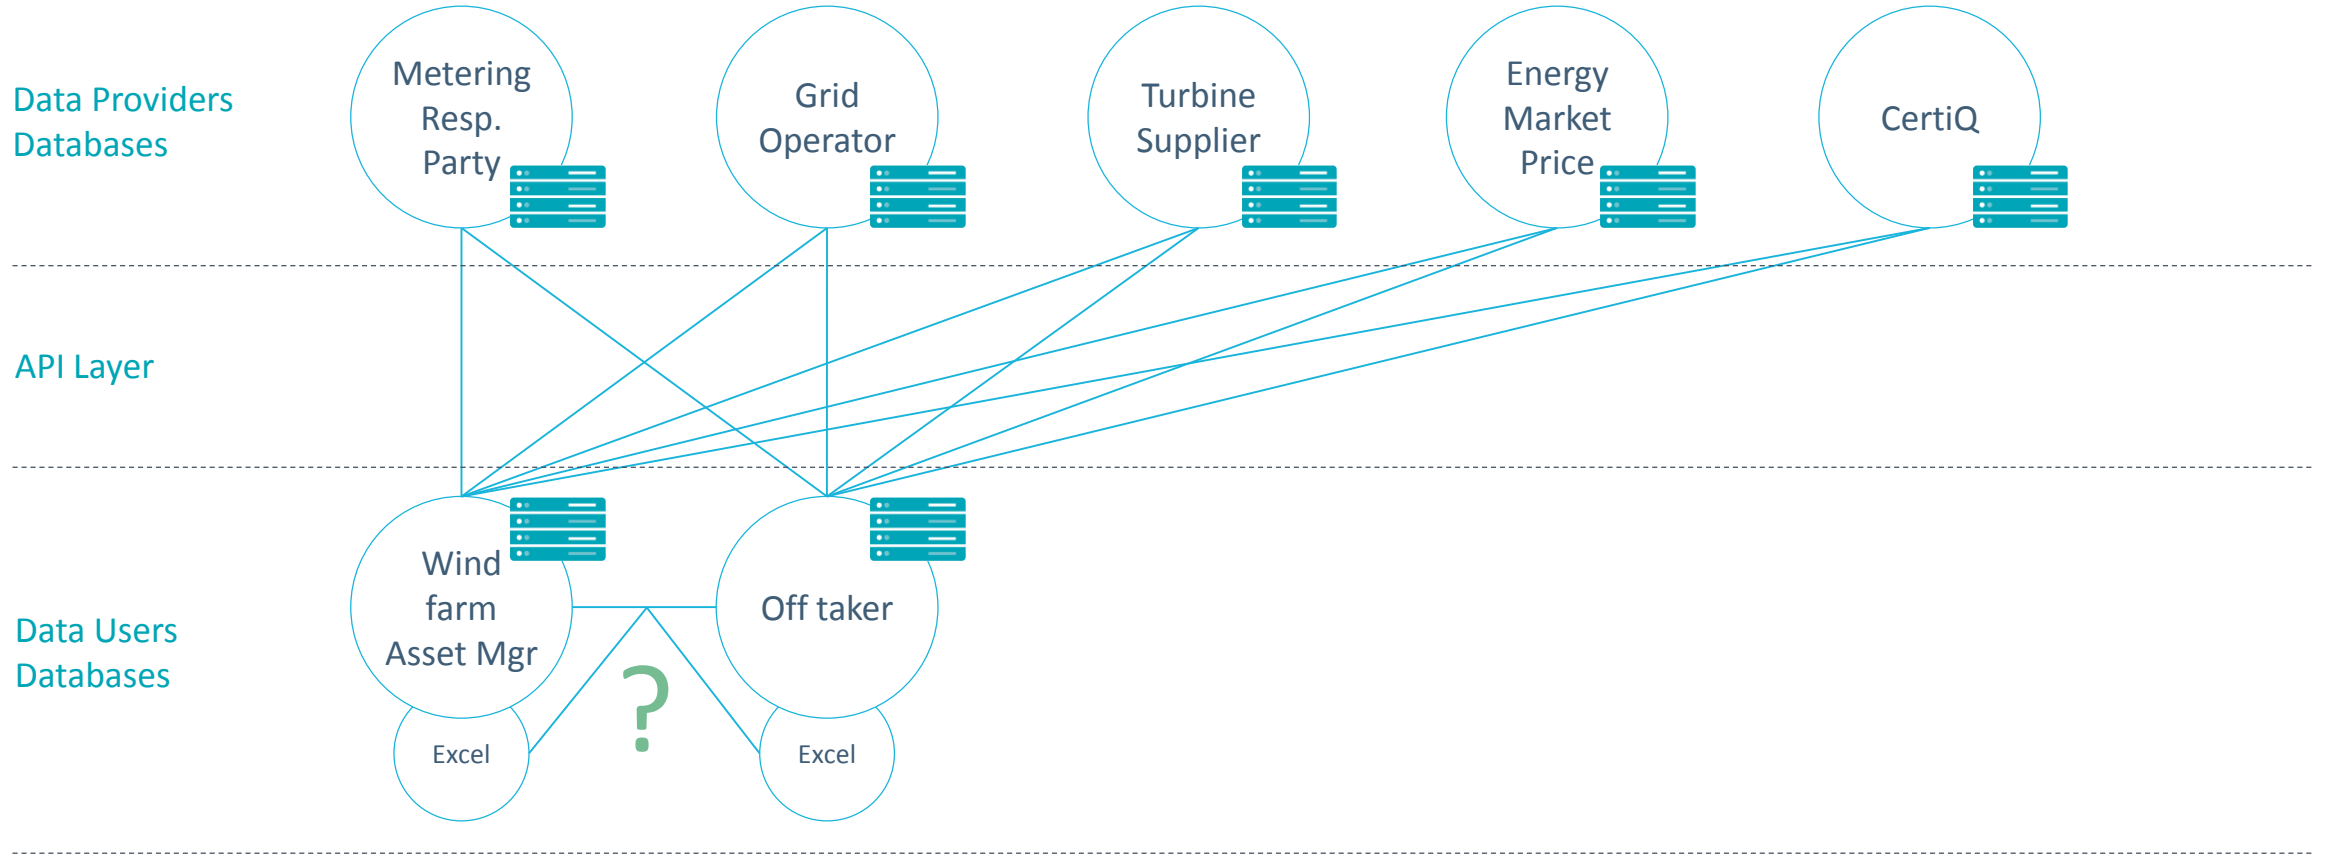 Data Providers
Databases
Metering
Resp.
Party
Grid
Operator
Turbine
Supplier
Energy
Market
Price
CertiQ
API Layer
Data Users
Databases
Wind
farm
Asset Mgr
Off taker
?
Excel
Excel